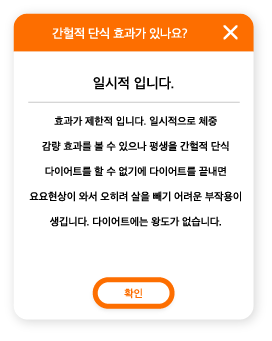 간헐적 단식 효과가 있나요?
일시적 입니다.
효과가 제한적 입니다. 일시적으로 체중
감량 효과를 볼 수 있으나 평생을 간헐적 단식
다이어트를 할 수 없기에 다이어트를 끝내면
요요현상이 와서 오히려 살을 빼기 어려운 부작용이
생깁니다. 다이어트에는 왕도가 없습니다.
확인